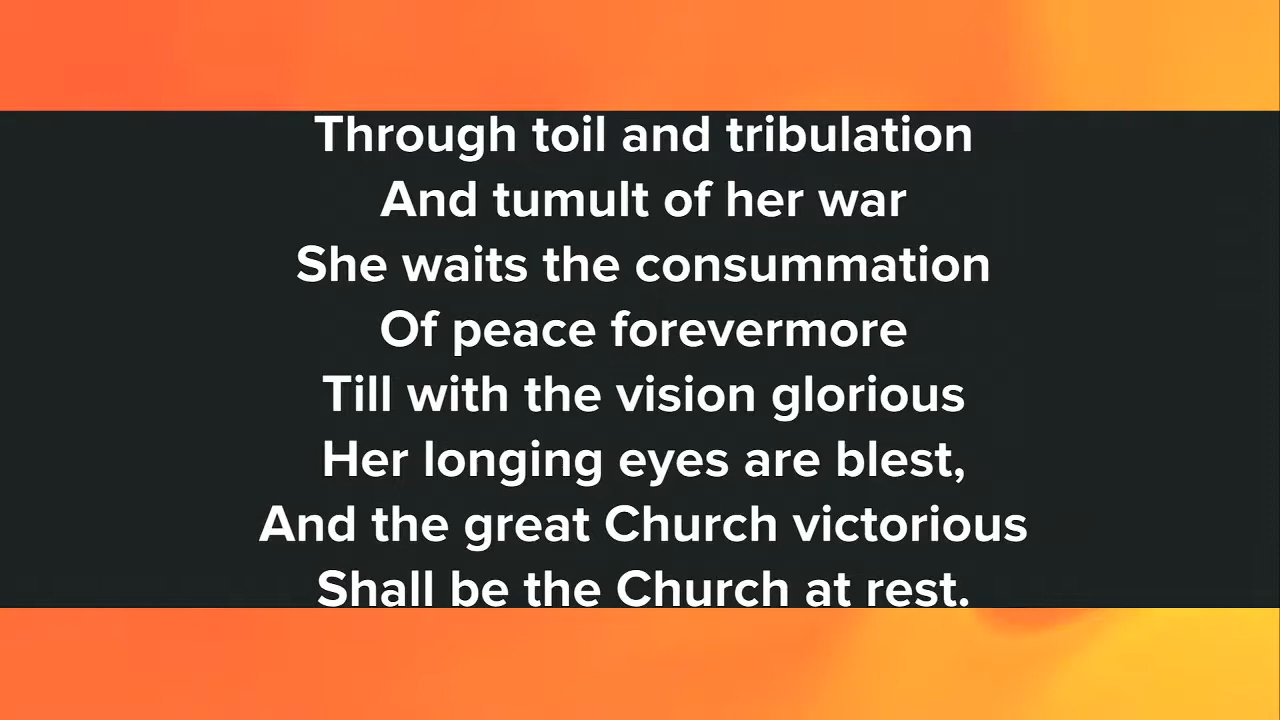 Through toil and tribulation
And tumult of her war
She waits the consummation
Of peace forevermore
Till with the vision glorious
Her longing eyes are blest,
And the great Church victorious
Shall be the Church at rest.